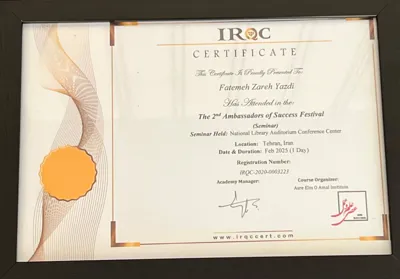 IRQC
CERTIFICATE
This Certificate Is Proudly Presented To:
Fatemeh Zareh Yazdi
Has Attended in the
The 2nd Ambassadors of Success Festival
(Seminar)
Seminar Held: National Library Auditorium Conference Center
Location: Tehran, Iran
Date & Duration: Feb 2023 (1 Day)
Registration Number:
IRQC-2020-0003223
Academy Manager:
Course Organizer:
Asre Elm O Amal Institute
www.irqccert.com